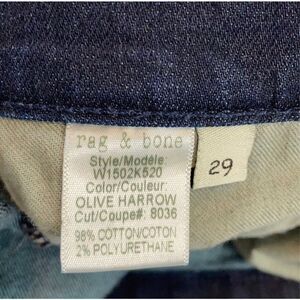 rag & bone
Style/Modèle:
W1502K520
Color/Couleur:
OLIVE HARROW
Cut/Coupe#: 8036
98% COTTON/COTON
2% POLYURETHANE
29